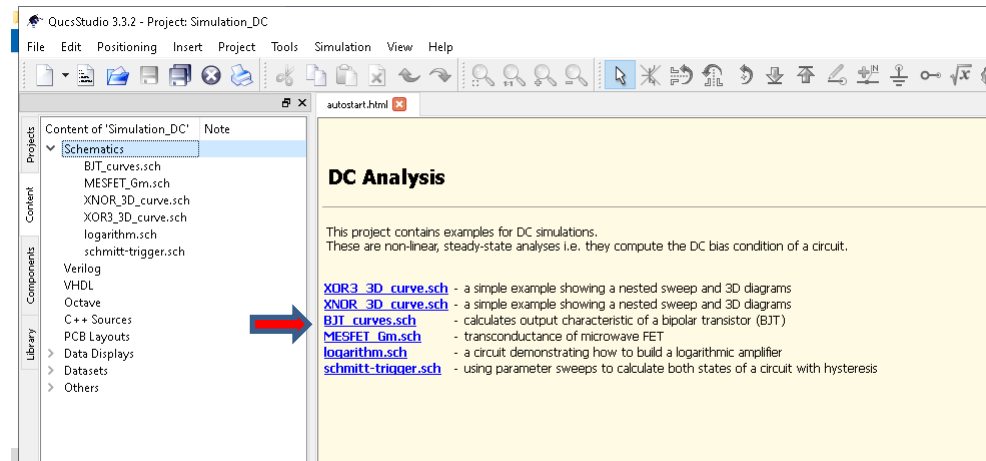 QucsStudio 3.3.2 - Project: Simulation_DC
File Edit Positioning Insert Project Tools Simulation View Help
autostart.html
Projects
Content
Components
Library
Content of 'Simulation_DC' Note
Schematics
BJT_curves.sch
MESFET_Gm.sch
XNOR_3D_curve.sch
XOR3_3D_curve.sch
logarithm.sch
schmitt-trigger.sch
Verilog
VHDL
Octave
C++ Sources
PCB Layouts
Data Displays
Datasets
Others
DC Analysis
This project contains examples for DC simulations.
These are non-linear, steady-state analyses i.e. they compute the DC bias condition of a circuit.
XOR3_3D_curve.sch - a simple example showing a nested sweep and 3D diagrams
XNOR_3D_curve.sch - a simple example showing a nested sweep and 3D diagrams
BJT_curves.sch - calculates output characteristic of a bipolar transistor (BJT)
MESFET_Gm.sch - transconductance of microwave FET
logarithm.sch - a circuit demonstrating how to build a logarithmic amplifier
schmitt-trigger.sch - using parameter sweeps to calculate both states of a circuit with hysteresis